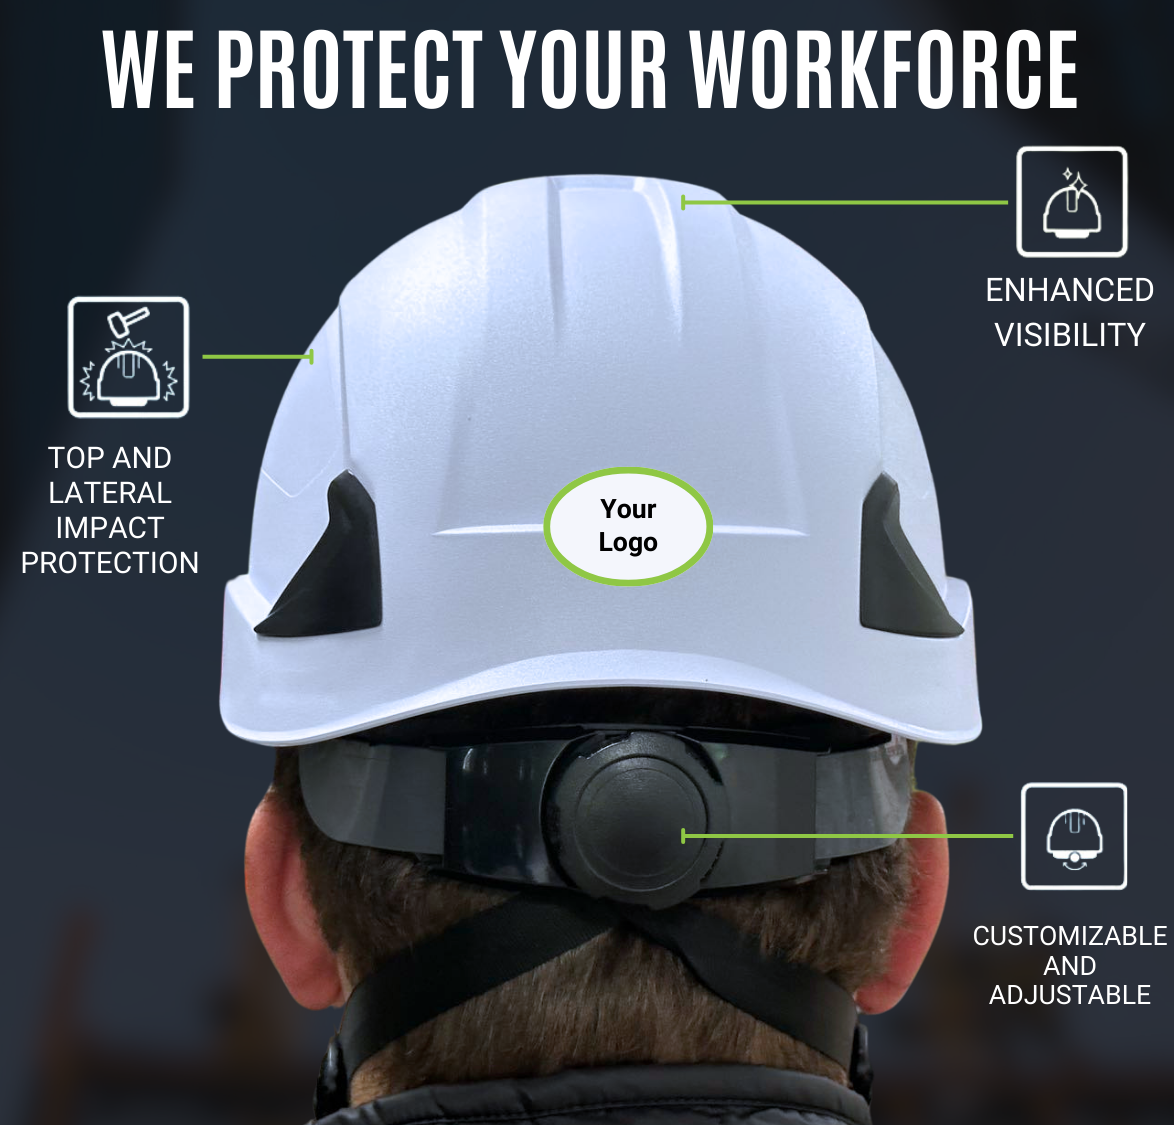 WE PROTECT YOUR WORKFORCE
ENHANCED
VISIBILITY
TOP AND
LATERAL
IMPACT
PROTECTION
Your
Logo
CUSTOMIZABLE
AND
ADJUSTABLE